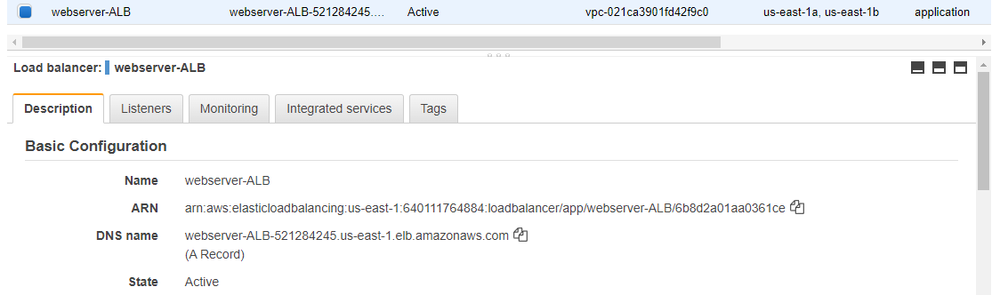 webserver-ALB webserver-ALB-521284245.... Active vpc-021ca3901fd42f9c0 us-east-1a, us-east-1b application
Load balancer: webserver-ALB
Description Listeners Monitoring Integrated services Tags
Basic Configuration
Name webserver-ALB
ARN arn:aws:elasticloadbalancing:us-east-1:640111764884:loadbalancer/app/webserver-ALB/6b8d2a01aa0361ce
DNS name webserver-ALB-521284245.us-east-1.elb.amazonaws.com
(A Record)
State Active